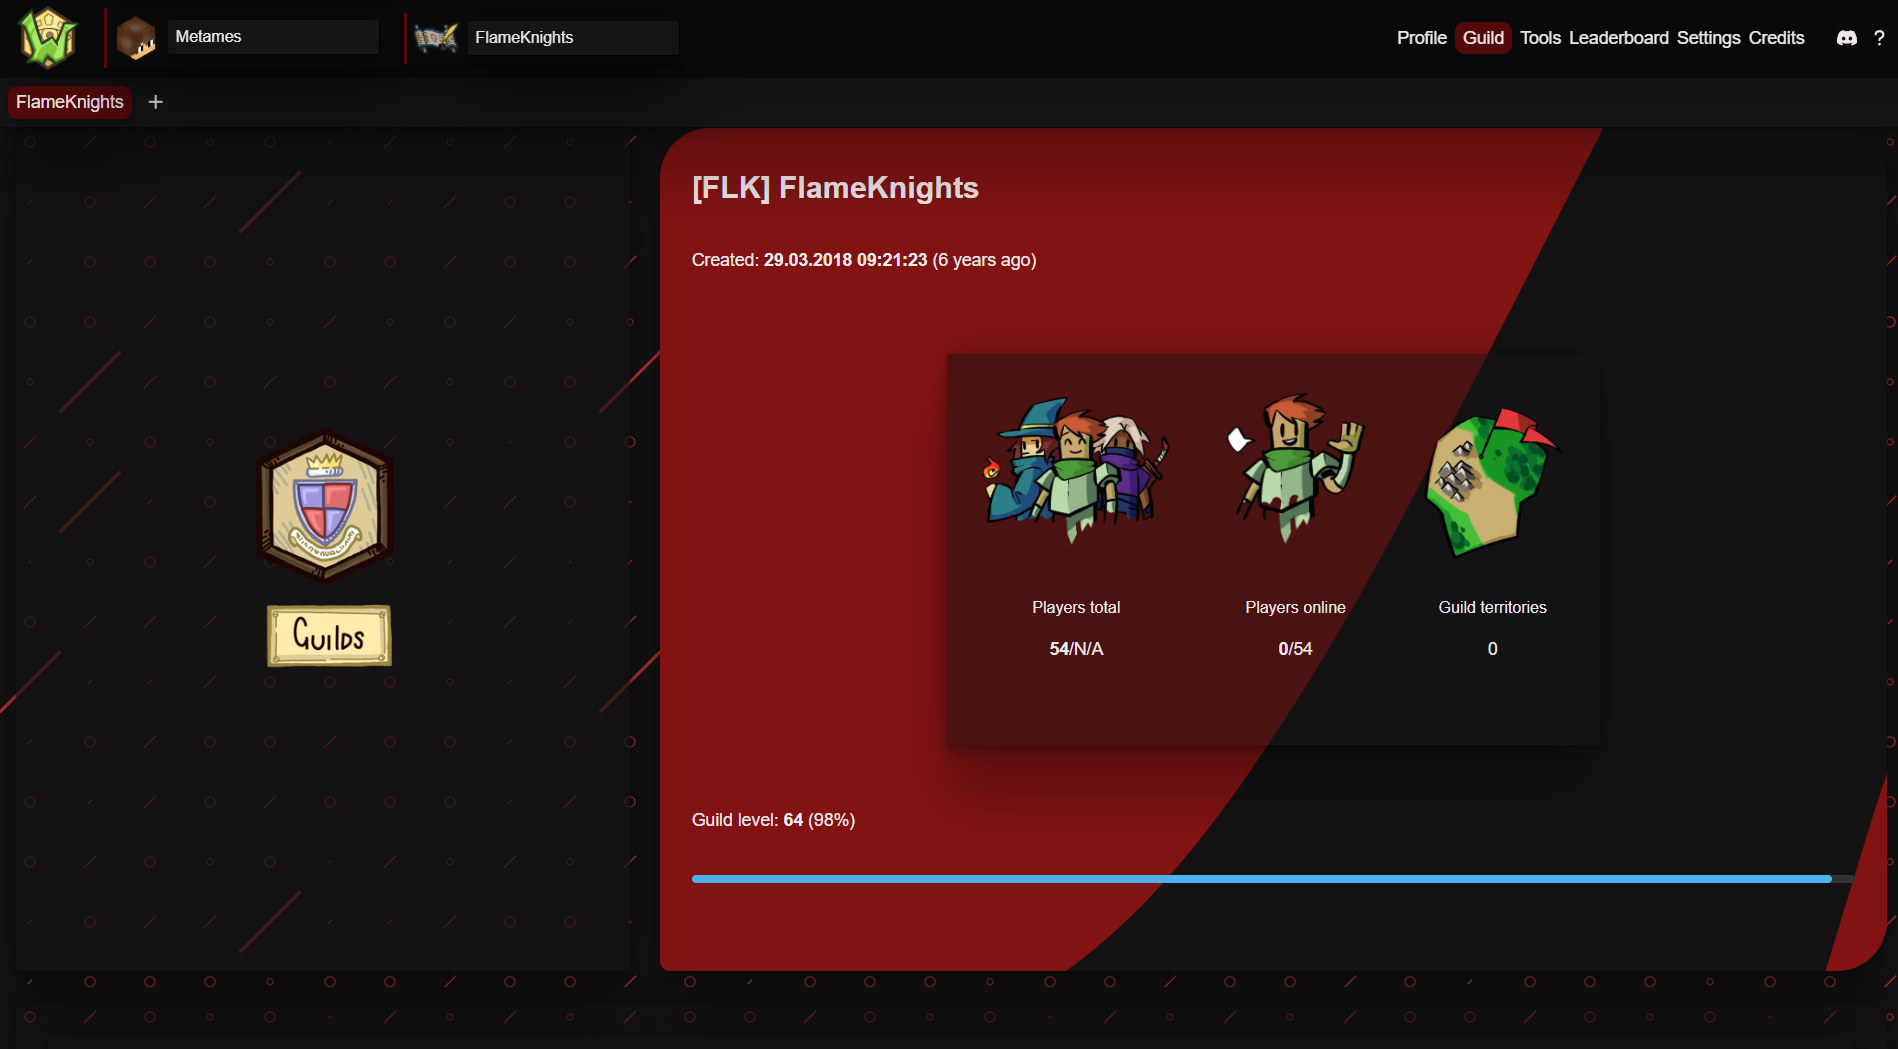 Metames
FlameKnights
Profile Guild Tools Leaderboard Settings Credits ?
FlameKnights +
[FLK] FlameKnights
Created: 29.03.2018 09:21:23 (6 years ago)
Players total
54/N/A
Players online
0/54
Guild territories
0
Guilds
Guild level: 64 (98%)